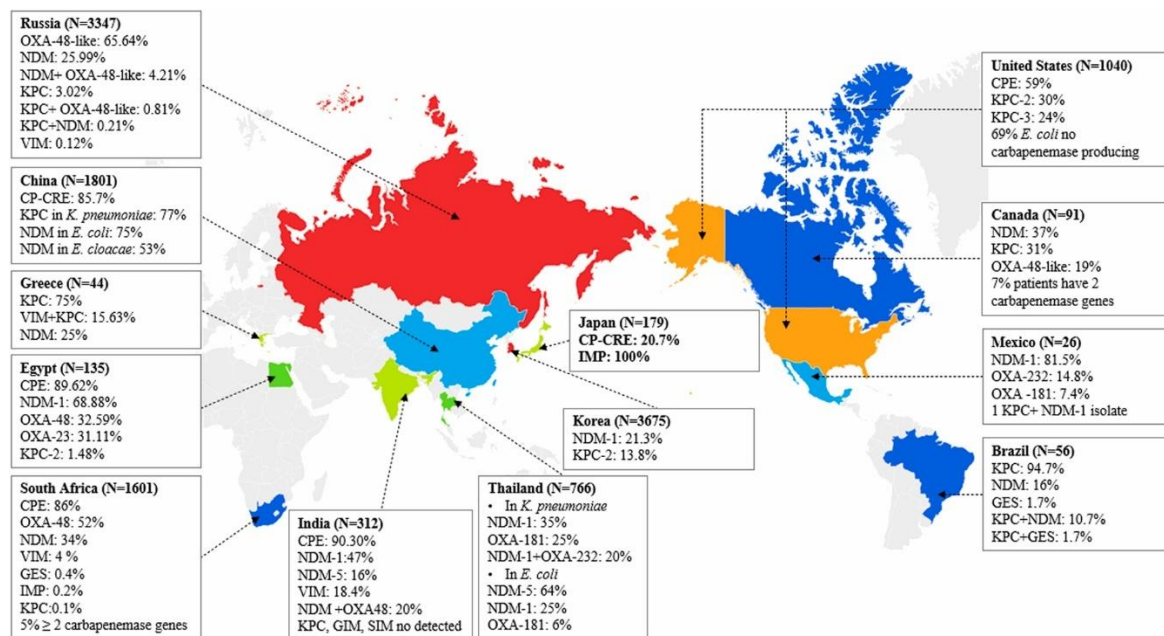 Russia (N=3347)
OXA-48-like: 65.64%
NDM: 25.99%
NDM+ OXA-48-like: 4.21%
KPC: 3.02%
KPC+ OXA-48-like: 0.81%
KPC+NDM: 0.21%
VIM: 0.12%
China (N=1801)
CP-CRE: 85.7%
KPC in K. pneumoniae: 77%
NDM in E. coli: 75%
NDM in E. cloacae: 53%
Greece (N=44)
KPC: 75%
VIM+KPC: 15.63%
NDM: 25%
Egypt (N=135)
CPE: 89.62%
NDM-1: 68.88%
OXA-48: 32.59%
OXA-23: 31.11%
KPC-2: 1.48%
South Africa (N=1601)
CPE: 86%
OXA-48: 52%
NDM: 34%
VIM: 4 %
GES: 0.4%
IMP: 0.2%
KPC:0.1%
5% ≥ 2 carbapenemase genes
India (N=312)
CPE: 90.30%
NDM-1:47%
NDM-5: 16%
VIM: 18.4%
NDM +OXA48: 20%
KPC, GIM, SIM no detected
Thailand (N=766)
• In K. pneumoniae
NDM-1: 35%
OXA-181: 25%
NDM-1+OXA-232: 20%
• In E. coli
NDM-5: 64%
NDM-1: 25%
OXA-181: 6%
Korea (N=3675)
NDM-1: 21.3%
KPC-2: 13.8%
Japan (N=179)
CP-CRE: 20.7%
IMP: 100%
United States (N=1040)
CPE: 59%
KPC-2: 30%
KPC-3: 24%
69% E. coli no
carbapenemase producing
Canada (N=91)
NDM: 37%
KPC: 31%
OXA-48-like: 19%
7% patients have 2
carbapenemase genes
Mexico (N=26)
NDM-1: 81.5%
OXA-232: 14.8%
OXA -181: 7.4%
1 KPC+ NDM-1 isolate
Brazil (N=56)
KPC: 94.7%
NDM: 16%
GES: 1.7%
KPC+NDM: 10.7%
KPC+GES: 1.7%